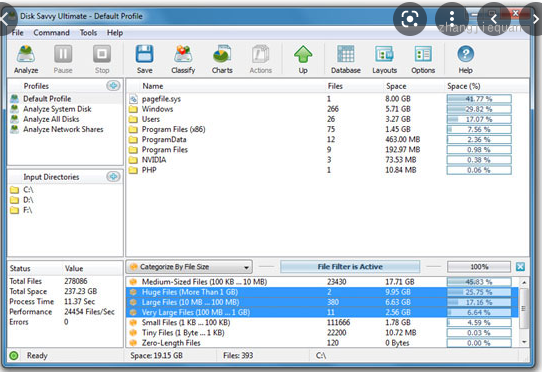 Disk Savvy Ultimate - Default Profile
File Command Tools Help
Analyze Pause Stop Save Classify Charts Actions Up Database Layouts Options Help
Profiles
Default Profile
Analyze System Disk
Analyze All Disks
Analyze Network Shares
Input Directories
C:\
D:\
F:\
Name Files Space Space (%)
pagefile.sys 1 8.00 GB 41.77 %
Windows 266 5.71 GB 29.82 %
Users 26 3.27 GB 17.07 %
Program Files (x86) 75 1.45 GB 7.56 %
ProgramData 12 463.00 MB 2.36 %
Program Files 9 192.97 MB 0.98 %
NVIDIA 3 73.53 MB 0.38 %
PHP 1 10.84 MB 0.06 %
Status Value
Total Files 278086
Total Space 237.23 GB
Process Time 11.37 Sec
Performance 24454 Files/Sec
Errors 0
Categorize By File Size File Filter is Active 100%
Medium-Sized Files (100 KB ... 10 MB) 23430 17.71 GB 45.83 %
Huge Files (More Than 1 GB) 2 9.95 GB 25.75 %
Large Files (10 MB ... 100 MB) 380 6.63 GB 17.16 %
Very Large Files (100 MB ... 1 GB) 11 2.56 GB 6.64 %
Small Files (1 KB ... 100 KB) 111666 1.78 GB 4.59 %
Tiny Files (1 Byte ... 1 KB) 22200 10.72 MB 0.03 %
Zero-Length Files 120 0 Bytes 0.00 %
Ready Space: 19.15 GB Files: 393 C:\